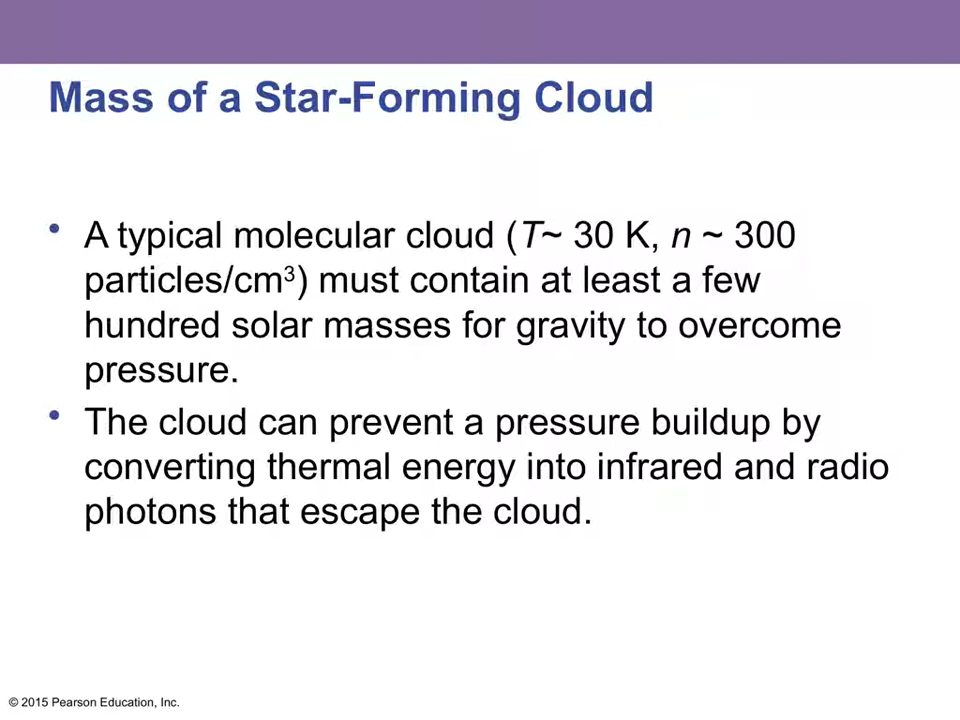 Mass of a Star-Forming Cloud
• A typical molecular cloud (T~ 30 K, n ~ 300
particles/cm³) must contain at least a few
hundred solar masses for gravity to overcome
pressure.
• The cloud can prevent a pressure buildup by
converting thermal energy into infrared and radio
photons that escape the cloud.
© 2015 Pearson Education, Inc.